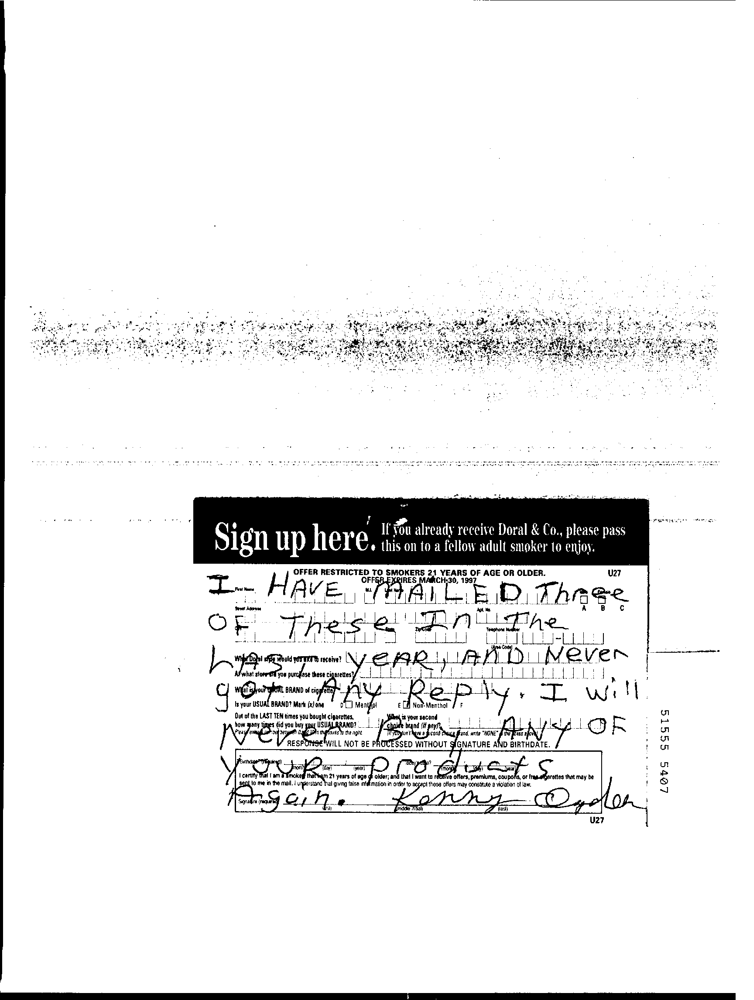 Sign up here. If you already receive Doral & Co., please pass
this on to a fellow adult smoker to enjoy.
OFFER RESTRICTED TO SMOKERS 21 YEARS OF AGE OR OLDER. U27
OFFER EXPIRES MARCH 30, 1997
I HAVE MAILED Three
First Name
A B C
Street Address Apt. No.
OF These In The
Telephone Number
(Area Code)
LAST YEAR, AND Never
What Doral style would you like to receive?
At what store do you purchase these cigarettes?
got Any Reply. I will
What is your USUAL BRAND of cigarettes?
Is your USUAL BRAND? Mark (x) one Menthol Non-Menthol
Out of the LAST TEN times you bought cigarettes, What is your second
how many times did you buy your USUAL BRAND? choice brand (if any)?
Never Buy ANY OF
RESPONSE WILL NOT BE PROCESSED WITHOUT SIGNATURE AND BIRTHDATE.
Your products
I certify that I am a smoker that I am 21 years of age or older; and that I want to receive offers, premiums, coupons, or free cigarettes that may be
sent to me in the mail. I understand that giving false information in order to accept these offers may constitute a violation of law.
Again. Kenny Ogden
Signature (required)
(first) (middle initial) (last)
U27
51555 5407